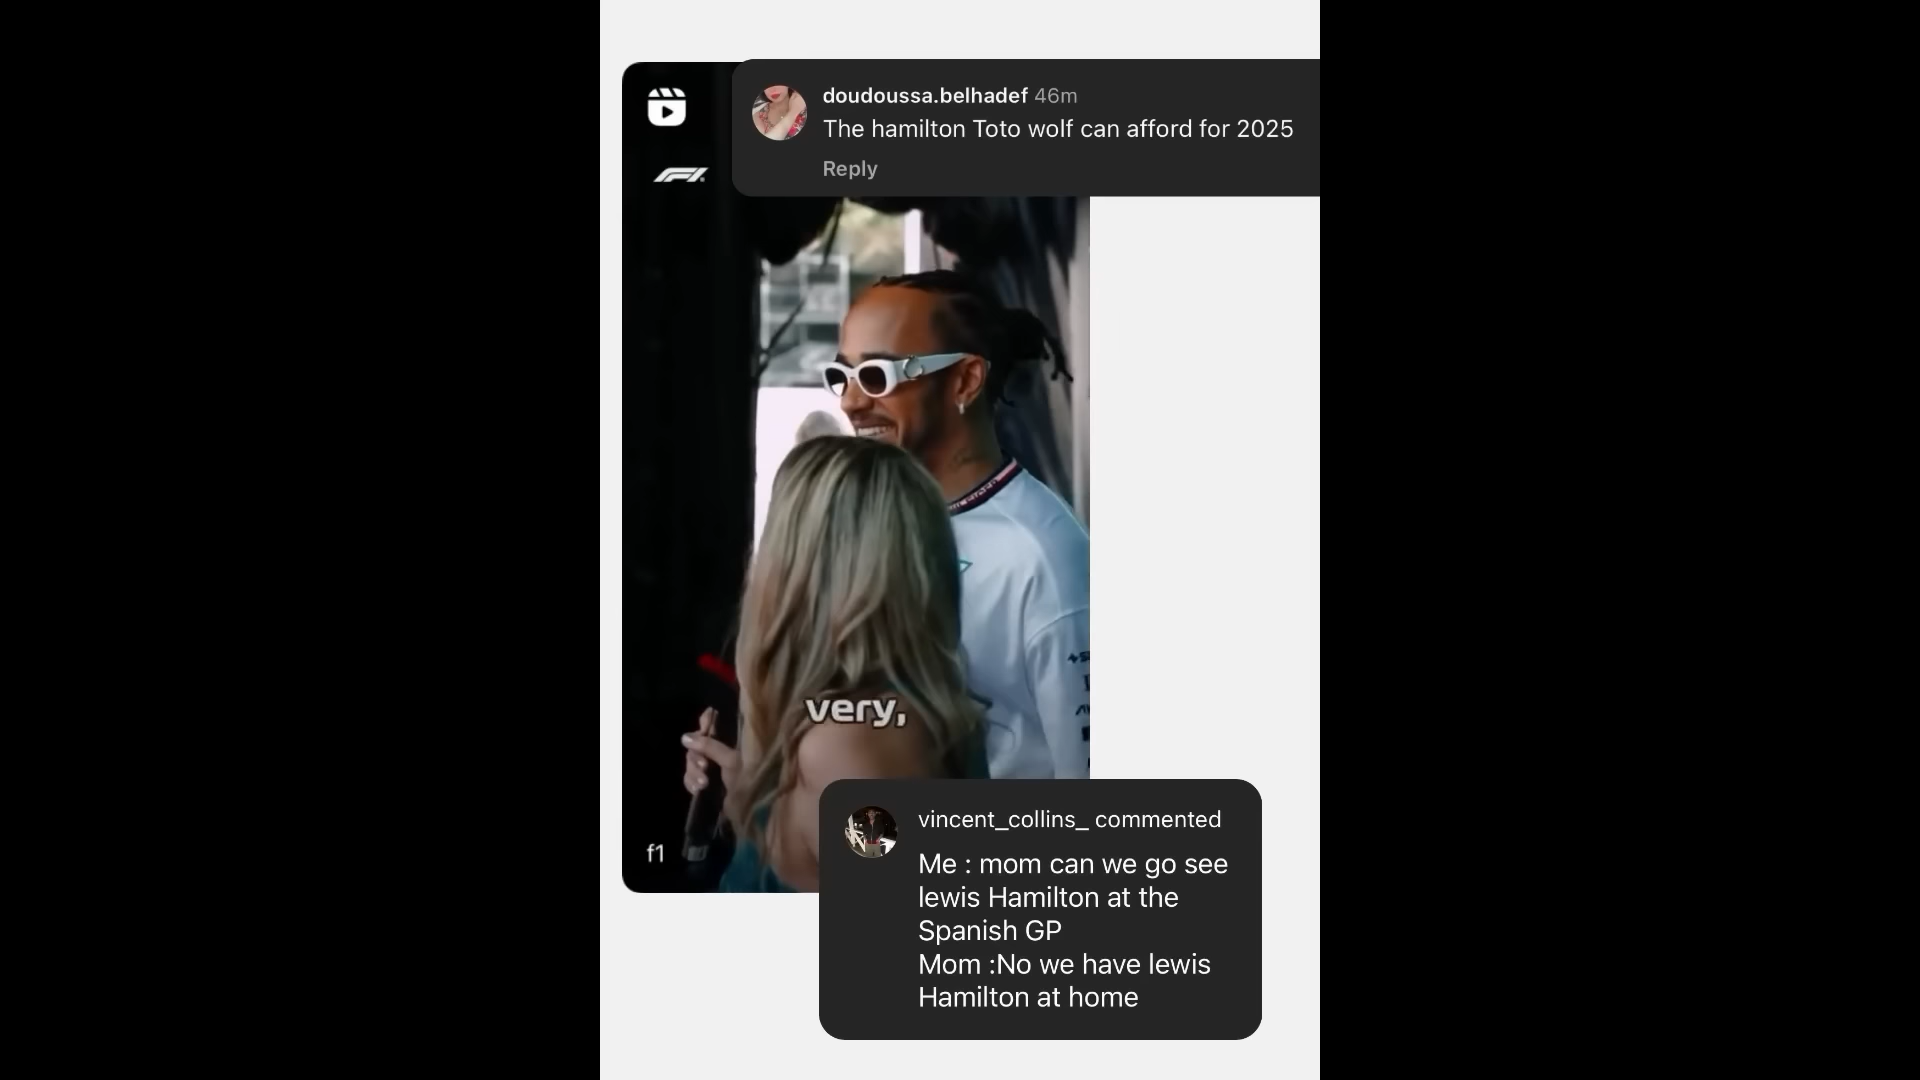 doudoussa.belhadef 46m
The hamilton Toto wolf can afford for 2025
Reply
F1
very,
f1
vincent_collins_ commented
Me : mom can we go see
lewis Hamilton at the
Spanish GP
Mom :No we have lewis
Hamilton at home